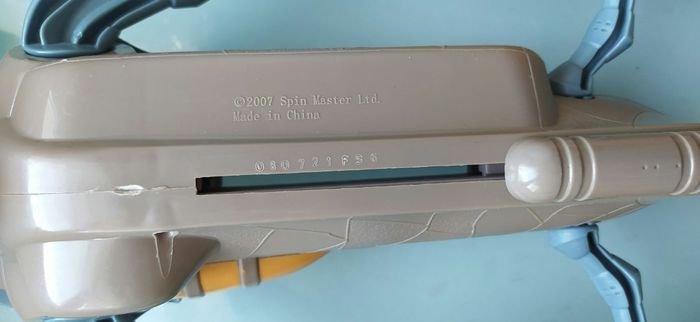 ©2007 Spin Master Ltd.
Made in China